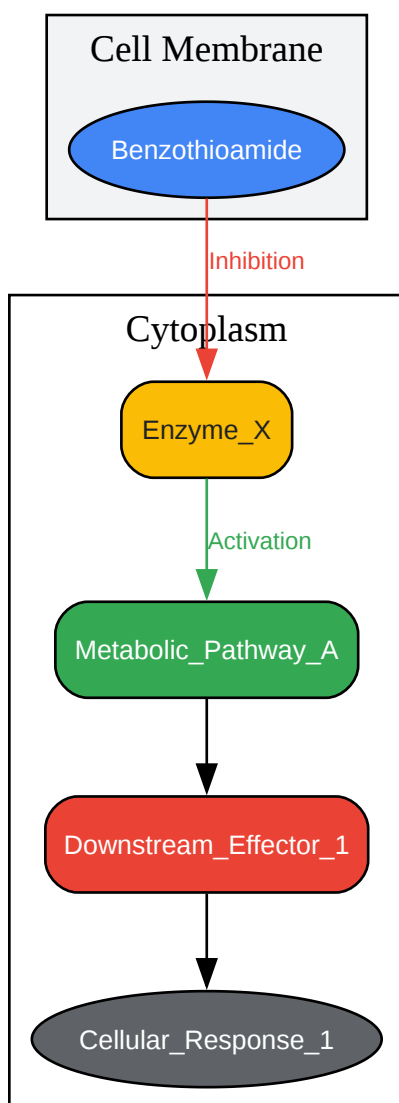 Cell Membrane
Benzothioamide
Inhibition
Cytoplasm
Enzyme_X
Activation
Metabolic_Pathway_A
Downstream_Effector_1
Cellular_Response_1